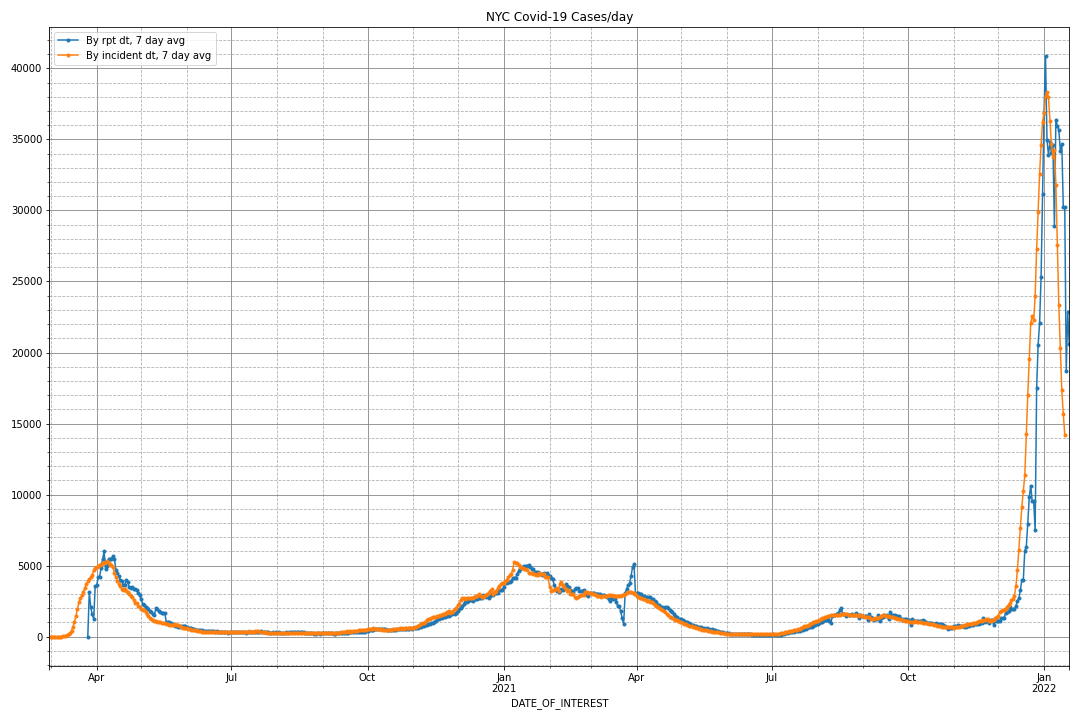 NYC Covid-19 Cases/day
By rpt dt, 7 day avg
By incident dt, 7 day avg
40000
35000
30000
25000
20000
15000
10000
5000
0
Apr Jul Oct Jan Apr Jul Oct Jan
2021 2022
DATE_OF_INTEREST